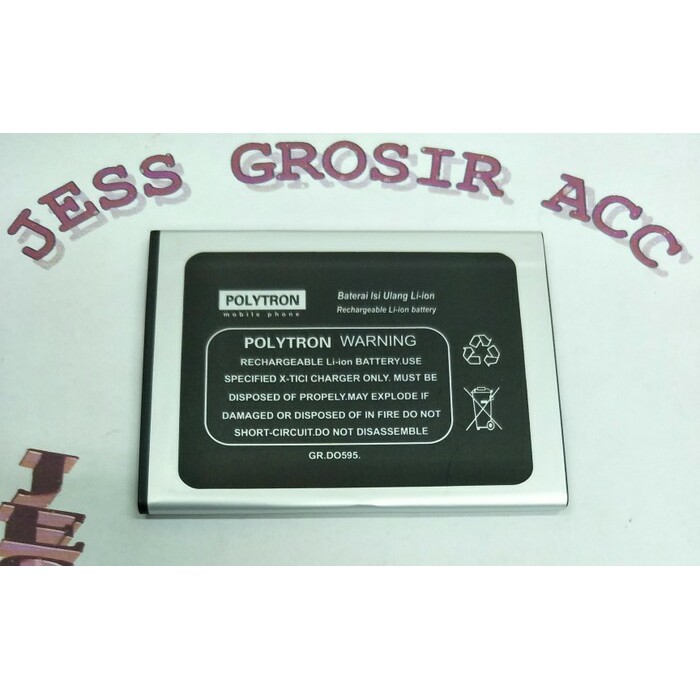 JESS GROSIR ACC
POLYTRON
mobile phone
Baterai Isi Ulang Li-ion
Rechargeable Li-ion battery
POLYTRON WARNING
RECHARGEABLE Li-ion BATTERY.USE
SPECIFIED X-TICI CHARGER ONLY. MUST BE
DISPOSED OF PROPELY.MAY EXPLODE IF
DAMAGED OR DISPOSED OF IN FIRE DO NOT
SHORT-CIRCUIT.DO NOT DISASSEMBLE
GR.DO595.